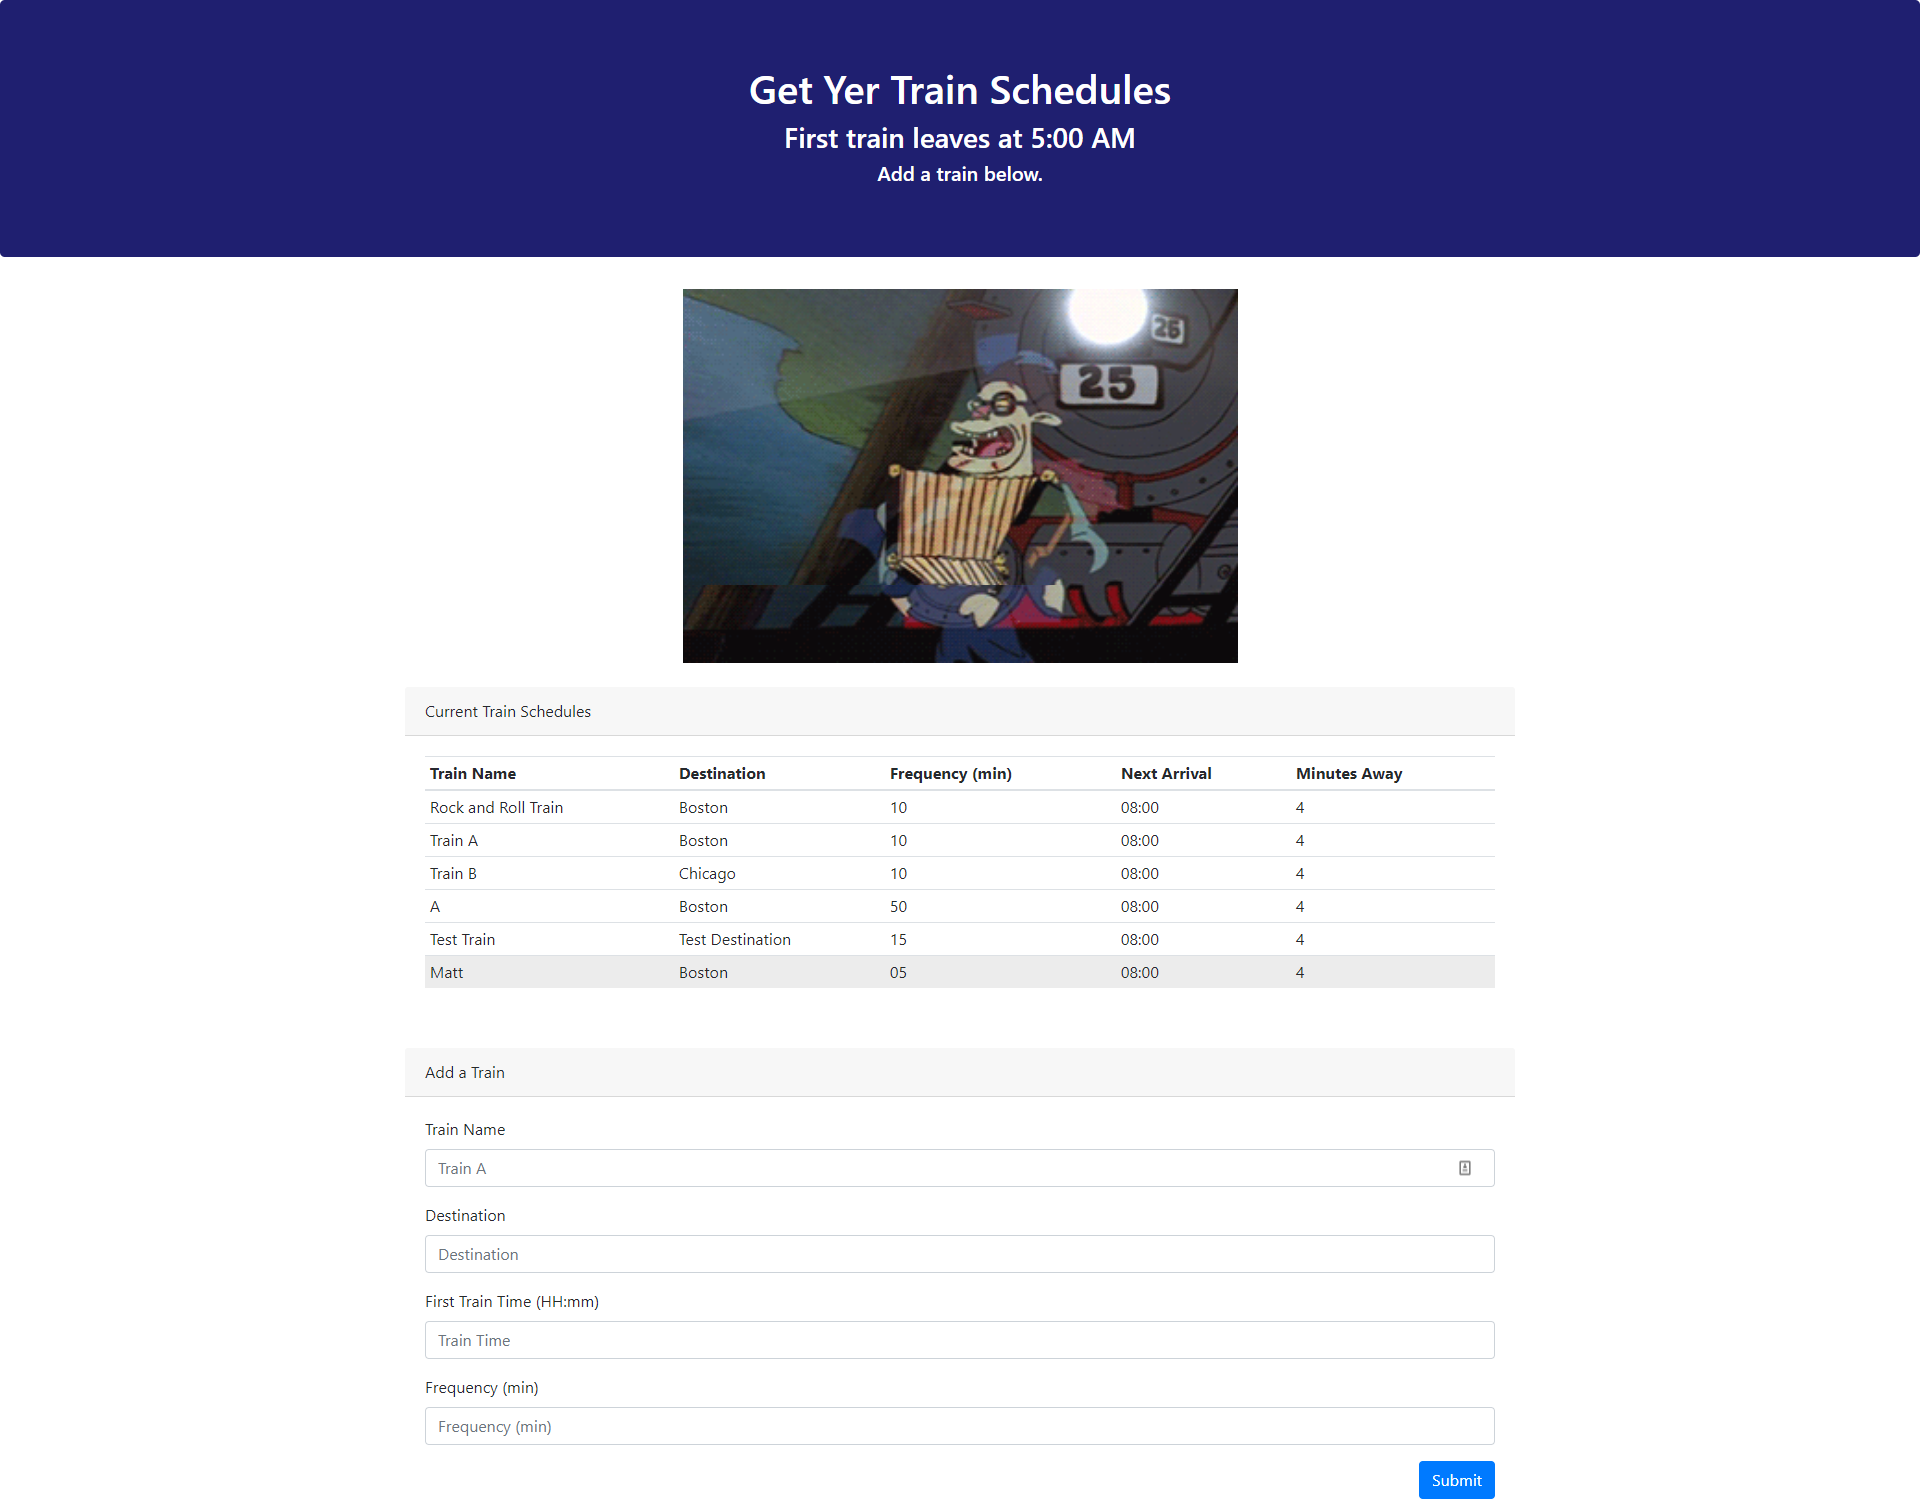 Get Yer Train Schedules
First train leaves at 5:00 AM
Add a train below.
26
25
Current Train Schedules
Train Name Destination Frequency (min) Next Arrival Minutes Away
Rock and Roll Train Boston 10 08:00 4
Train A Boston 10 08:00 4
Train B Chicago 10 08:00 4
A Boston 50 08:00 4
Test Train Test Destination 15 08:00 4
Matt Boston 05 08:00 4
Add a Train
Train Name
Train A
Destination
Destination
First Train Time (HH:mm)
Train Time
Frequency (min)
Frequency (min)
Submit